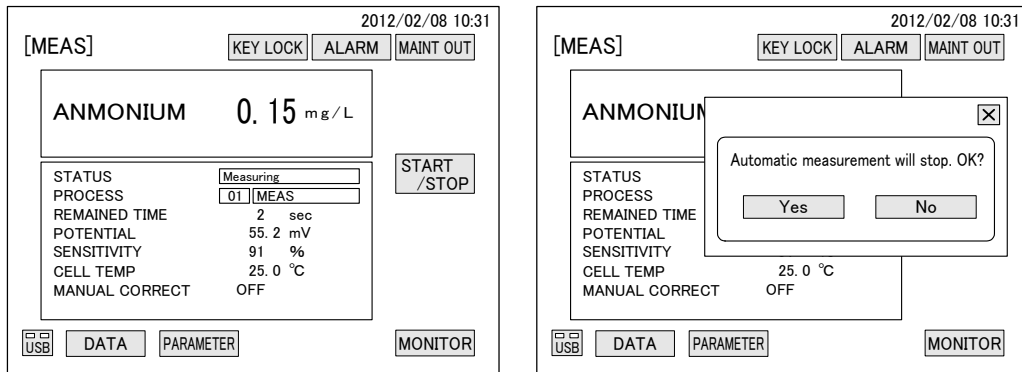 2012/02/08 10:31
[MEAS] KEY LOCK ALARM MAINT OUT
ANMONIUM 0.15 mg/L
STATUS Measuring
PROCESS 01 MEAS
REMAINED TIME 2 sec
POTENTIAL 55.2 mV
SENSITIVITY 91 %
CELL TEMP 25.0 ℃
MANUAL CORRECT OFF
START
/STOP
USB DATA PARAMETER MONITOR
2012/02/08 10:31
[MEAS] KEY LOCK ALARM MAINT OUT
ANMONIUM
Automatic measurement will stop. OK?
Yes No
STATUS
PROCESS
REMAINED TIME
POTENTIAL
SENSITIVITY
CELL TEMP 25.0 ℃
MANUAL CORRECT OFF
USB DATA PARAMETER MONITOR